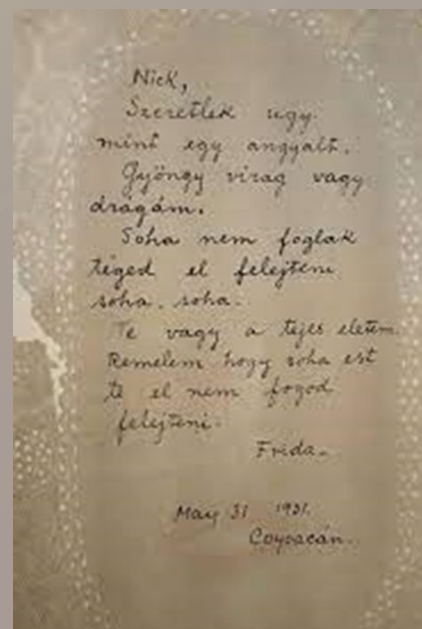 Nick,
Szeretlek ugy
mint egy angyalt.
Gyöngy virag vagy
drágám.
Soha nem foglak
téged el felejteni
soha. soha.
Te vagy a tejes eletem.
Remelem hogy soha ezt
te el nem fogod
felejteni.
Frida.
May 31 1931.
Coyoacán.